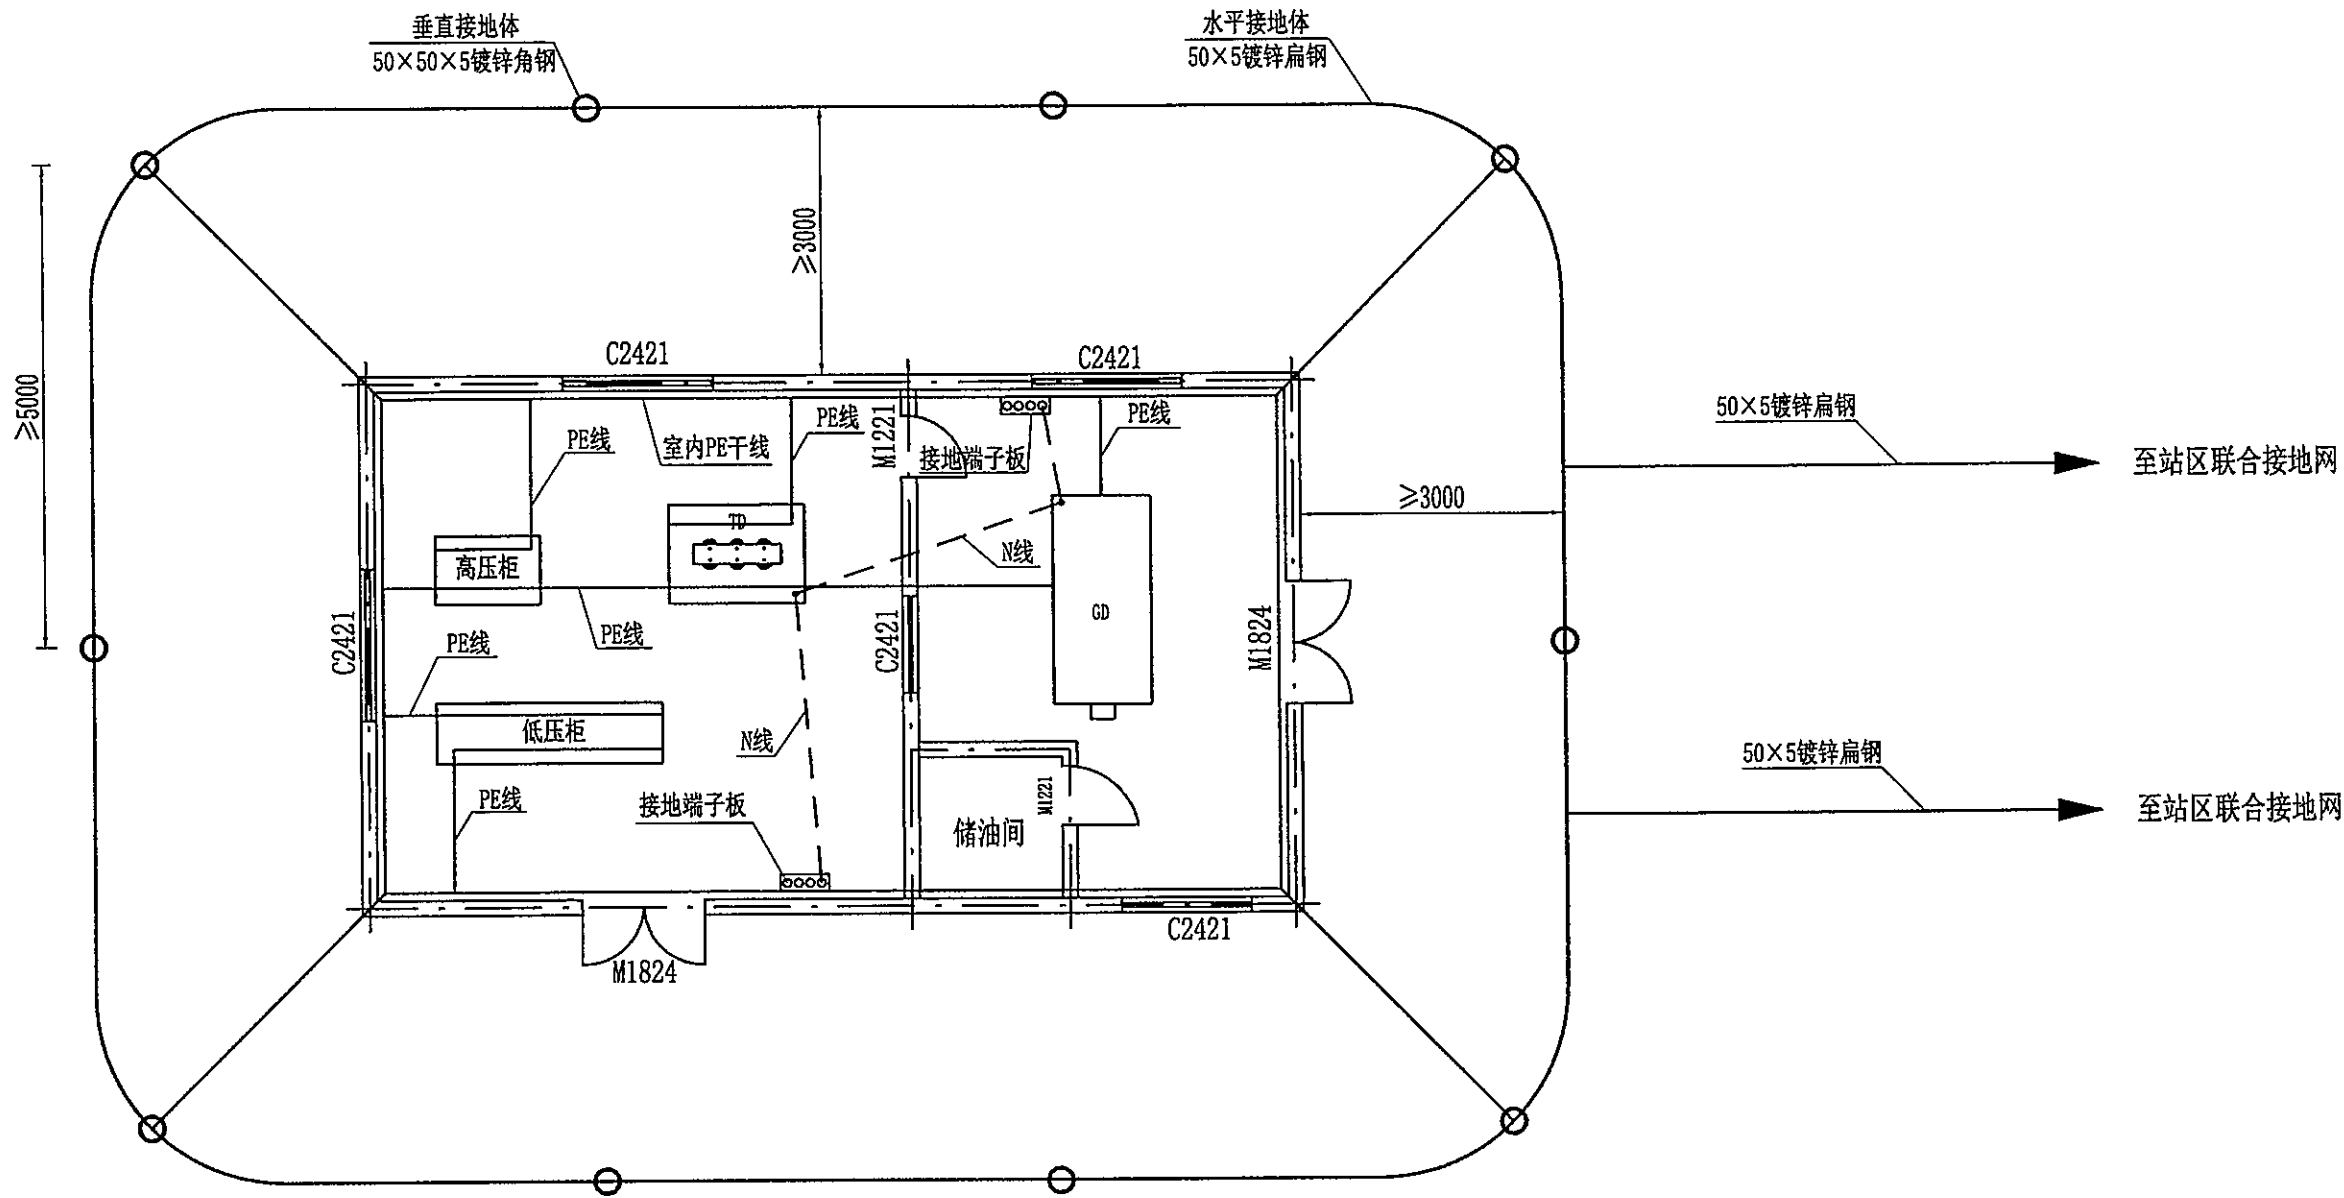 垂直接地体
50×50×5镀锌角钢
水平接地体
50×5镀锌扁钢
≥3000
≥5000
C2421
C2421
PE线
M1221
PE线
50×5镀锌扁钢
PE线
室内PE干线
接地端子板
至站区联合接地网
≥3000
TD
N线
高压柜
GD
C2421
PE线
C2421
M1824
PE线
低压柜
N线
50×5镀锌扁钢
PE线
接地端子板
M1221
储油间
至站区联合接地网
C2421
M1824